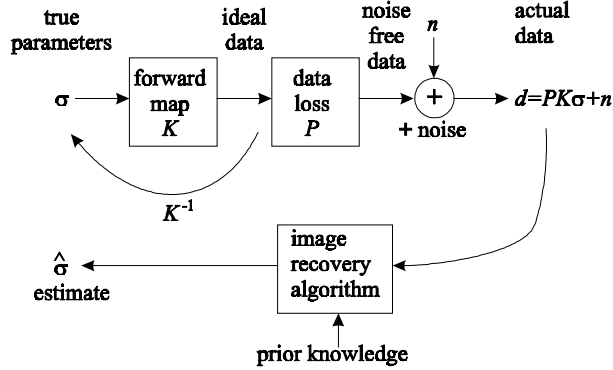 true
parameters
ideal
data
noise
free
data
n
actual
data
σ
forward
map
K
data
loss
P
+
+ noise
d=PKσ+n
K⁻¹
image
recovery
algorithm
σ̂
estimate
prior knowledge